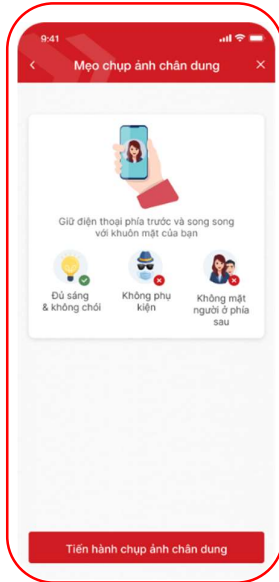 9:41
Mẹo chụp ảnh chân dung
Giữ điện thoại phía trước và song song
với khuôn mặt của bạn
Đủ sáng
& không chói
Không phụ
kiện
Không mặt
người ở phía
sau
Tiến hành chụp ảnh chân dung